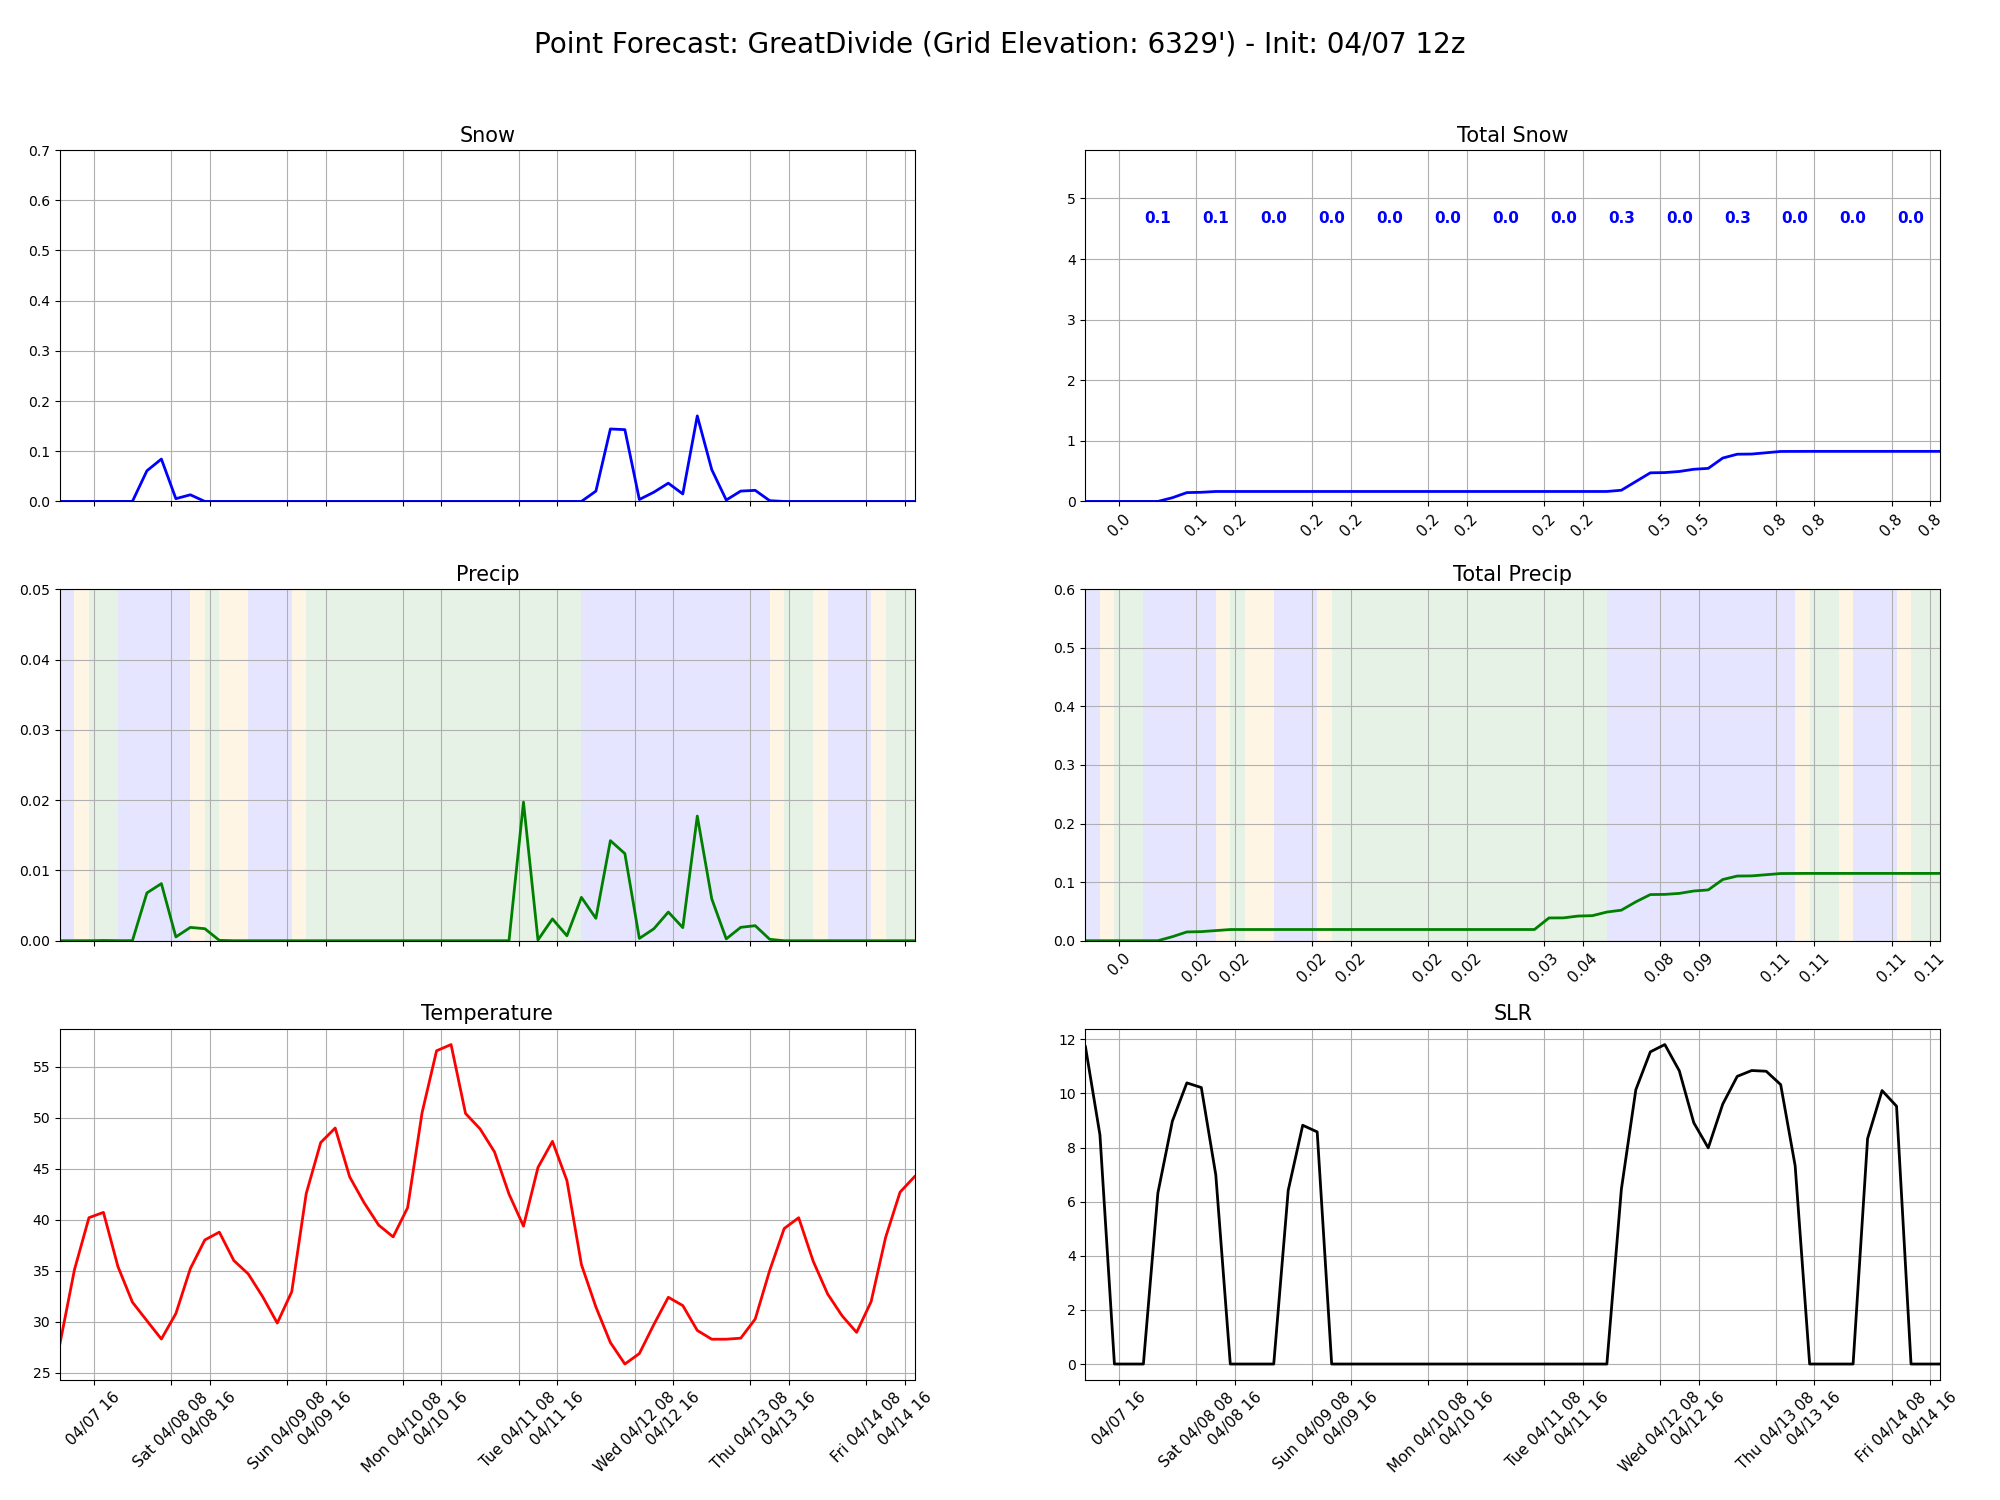 Point Forecast: GreatDivide (Grid Elevation: 6329') - Init: 04/07 12z
Snow
0.7
0.6
0.5
0.4
0.3
0.2
0.1
0.0
Total Snow
5
4
3
2
1
0
0.1 0.1 0.0 0.0 0.0 0.0 0.0 0.0 0.3 0.0 0.3 0.0 0.0 0.0
0.0 0.1 0.2 0.2 0.2 0.2 0.2 0.2 0.2 0.5 0.5 0.8 0.8 0.8 0.8
Precip
0.05
0.04
0.03
0.02
0.01
0.00
Total Precip
0.6
0.5
0.4
0.3
0.2
0.1
0.0
0.0 0.02 0.02 0.02 0.02 0.02 0.02 0.03 0.04 0.08 0.09 0.11 0.11 0.11 0.11
Temperature
55
50
45
40
35
30
25
04/07 16
Sat 04/08 08
04/08 16
Sun 04/09 08
04/09 16
Mon 04/10 08
04/10 16
Tue 04/11 08
04/11 16
Wed 04/12 08
04/12 16
Thu 04/13 08
04/13 16
Fri 04/14 08
04/14 16
SLR
12
10
8
6
4
2
0
04/07 16
Sat 04/08 08
04/08 16
Sun 04/09 08
04/09 16
Mon 04/10 08
04/10 16
Tue 04/11 08
04/11 16
Wed 04/12 08
04/12 16
Thu 04/13 08
04/13 16
Fri 04/14 08
04/14 16